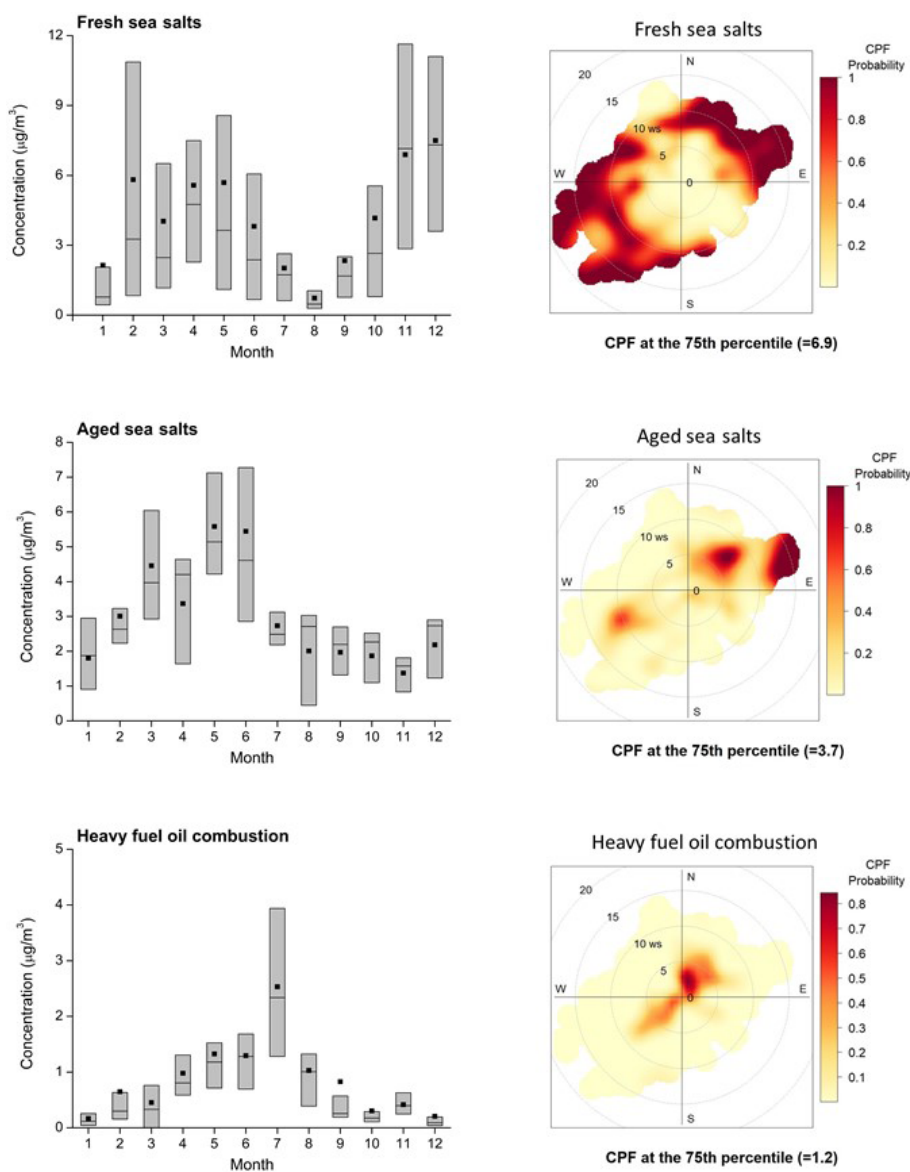 Fresh sea salts
12
9
6
3
0
Concentration (μg/m³)
1 2 3 4 5 6 7 8 9 10 11 12
Month
Fresh sea salts
CPF
Probability
N
20
15
10 ws
5
0
W
E
S
1
0.8
0.6
0.4
0.2
CPF at the 75th percentile (=6.9)
Aged sea salts
8
7
6
5
4
3
2
1
0
Concentration (μg/m³)
1 2 3 4 5 6 7 8 9 10 11 12
Month
Aged sea salts
CPF
Probability
N
20
15
10 ws
5
0
W
E
S
1
0.8
0.6
0.4
0.2
CPF at the 75th percentile (=3.7)
Heavy fuel oil combustion
5
4
3
2
1
0
Concentration (μg/m³)
1 2 3 4 5 6 7 8 9 10 11 12
Month
Heavy fuel oil combustion
CPF
Probability
N
20
15
10 ws
5
0
W
E
S
0.8
0.7
0.6
0.5
0.4
0.3
0.2
0.1
CPF at the 75th percentile (=1.2)